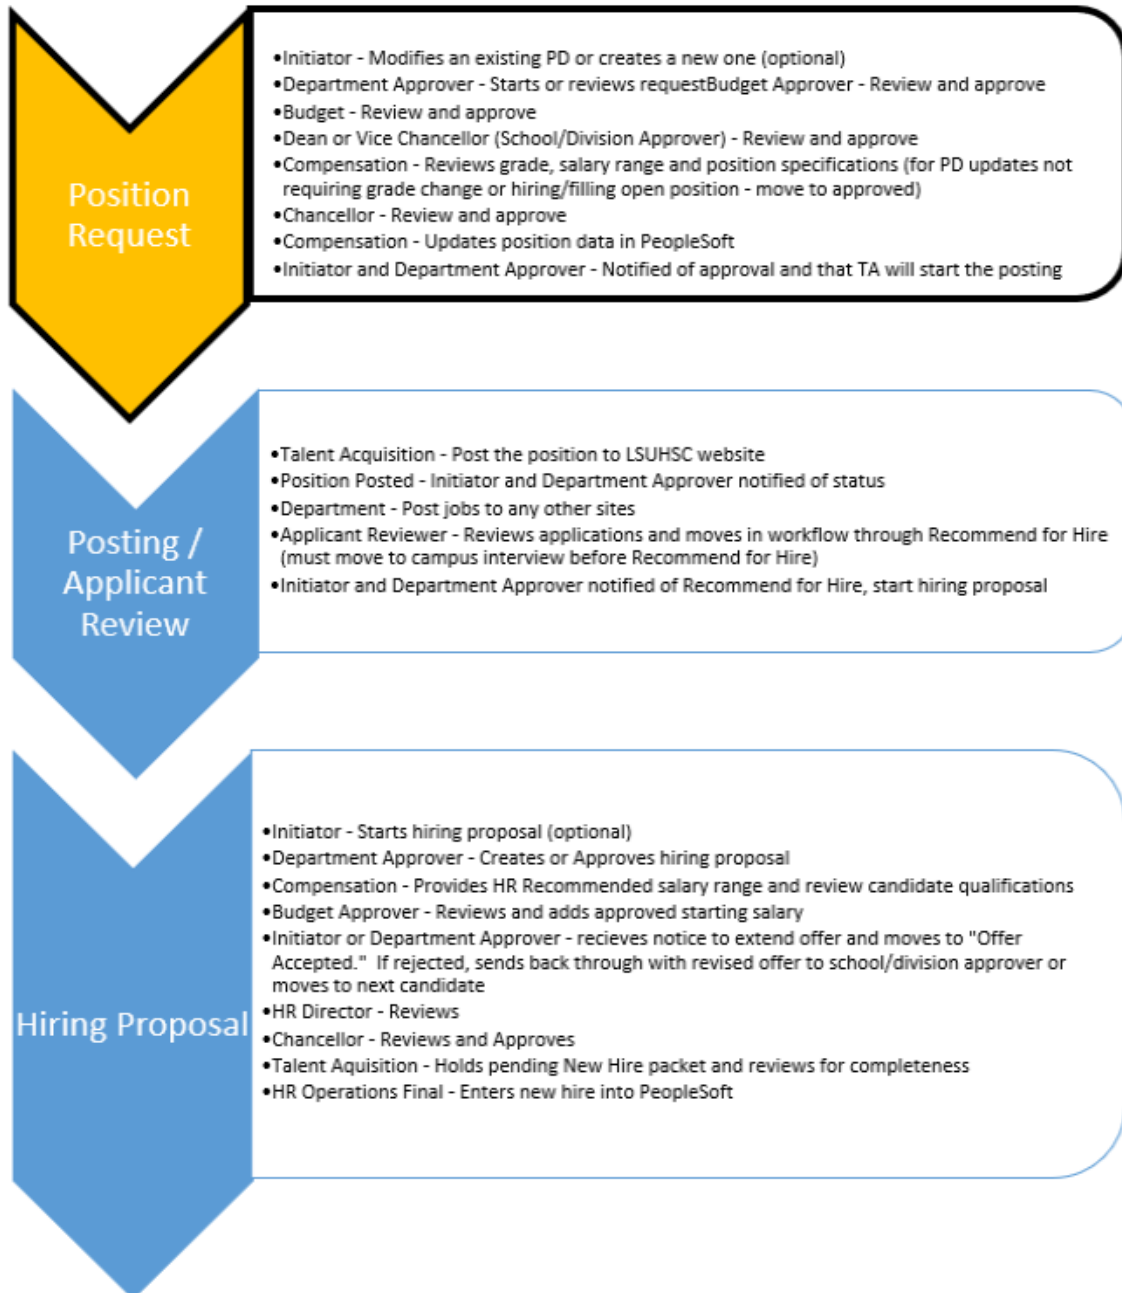 Position
Request
•Initiator - Modifies an existing PD or creates a new one (optional)
•Department Approver - Starts or reviews requestBudget Approver - Review and approve
•Budget - Review and approve
•Dean or Vice Chancellor (School/Division Approver) - Review and approve
•Compensation - Reviews grade, salary range and position specifications (for PD updates not
requiring grade change or hiring/filling open position - move to approved)
•Chancellor - Review and approve
•Compensation - Updates position data in PeopleSoft
•Initiator and Department Approver - Notified of approval and that TA will start the posting
Posting /
Applicant
Review
•Talent Acquisition - Post the position to LSUHSC website
•Position Posted - Initiator and Department Approver notified of status
•Department - Post jobs to any other sites
•Applicant Reviewer - Reviews applications and moves in workflow through Recommend for Hire
(must move to campus interview before Recommend for Hire)
•Initiator and Department Approver notified of Recommend for Hire, start hiring proposal
Hiring Proposal
•Initiator - Starts hiring proposal (optional)
•Department Approver - Creates or Approves hiring proposal
•Compensation - Provides HR Recommended salary range and review candidate qualifications
•Budget Approver - Reviews and adds approved starting salary
•Initiator or Department Approver - recieves notice to extend offer and moves to "Offer
Accepted."  If rejected, sends back through with revised offer to school/division approver or
moves to next candidate
•HR Director - Reviews
•Chancellor - Reviews and Approves
•Talent Aquisition - Holds pending New Hire packet and reviews for completeness
•HR Operations Final - Enters new hire into PeopleSoft